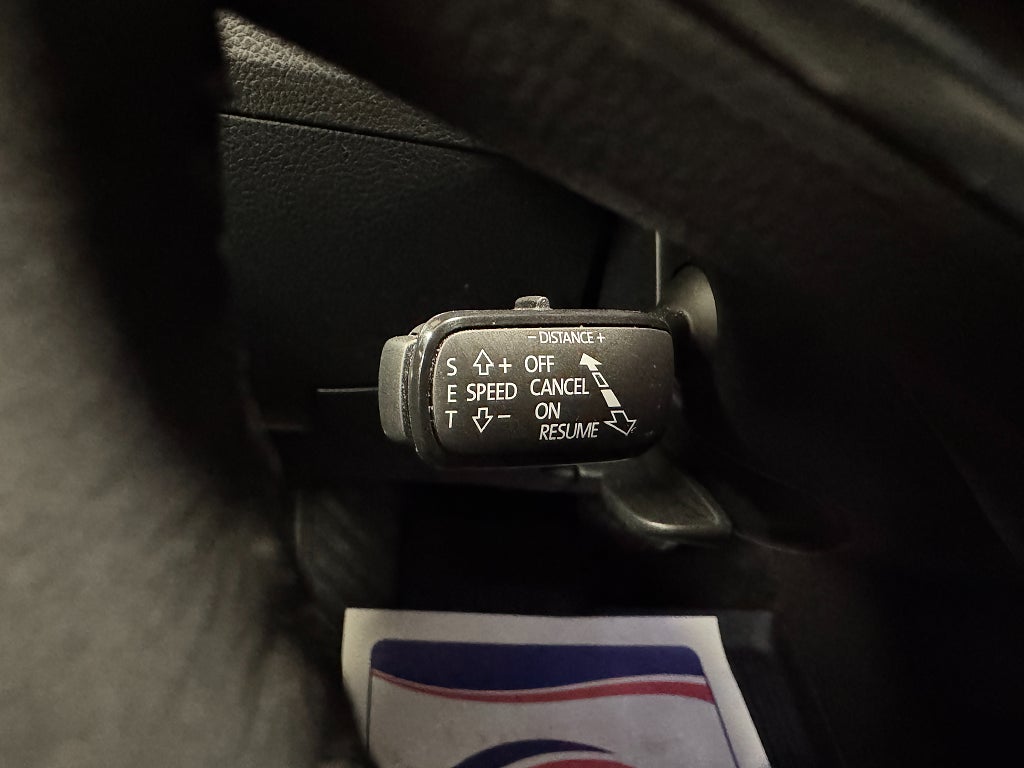 - DISTANCE +
S + OFF
E SPEED CANCEL
T - ON
RESUME